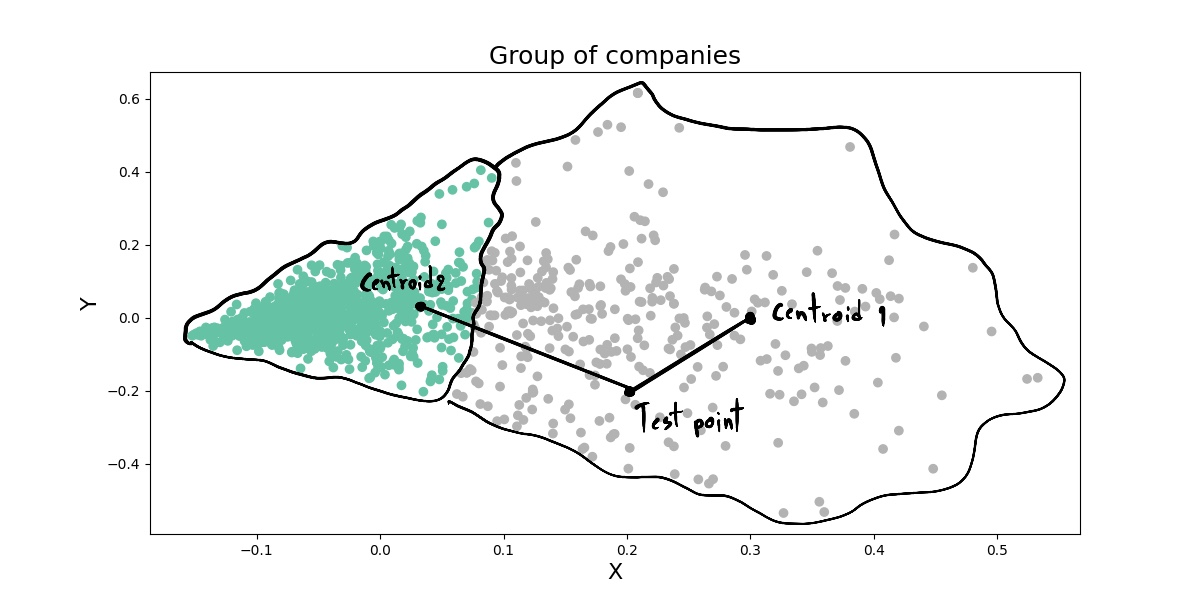 Group of companies
Y
0.6
0.4
0.2
0.0
−0.2
−0.4
Centroid2
Centroid 1
Test point
−0.1
0.0
0.1
0.2
0.3
0.4
0.5
X